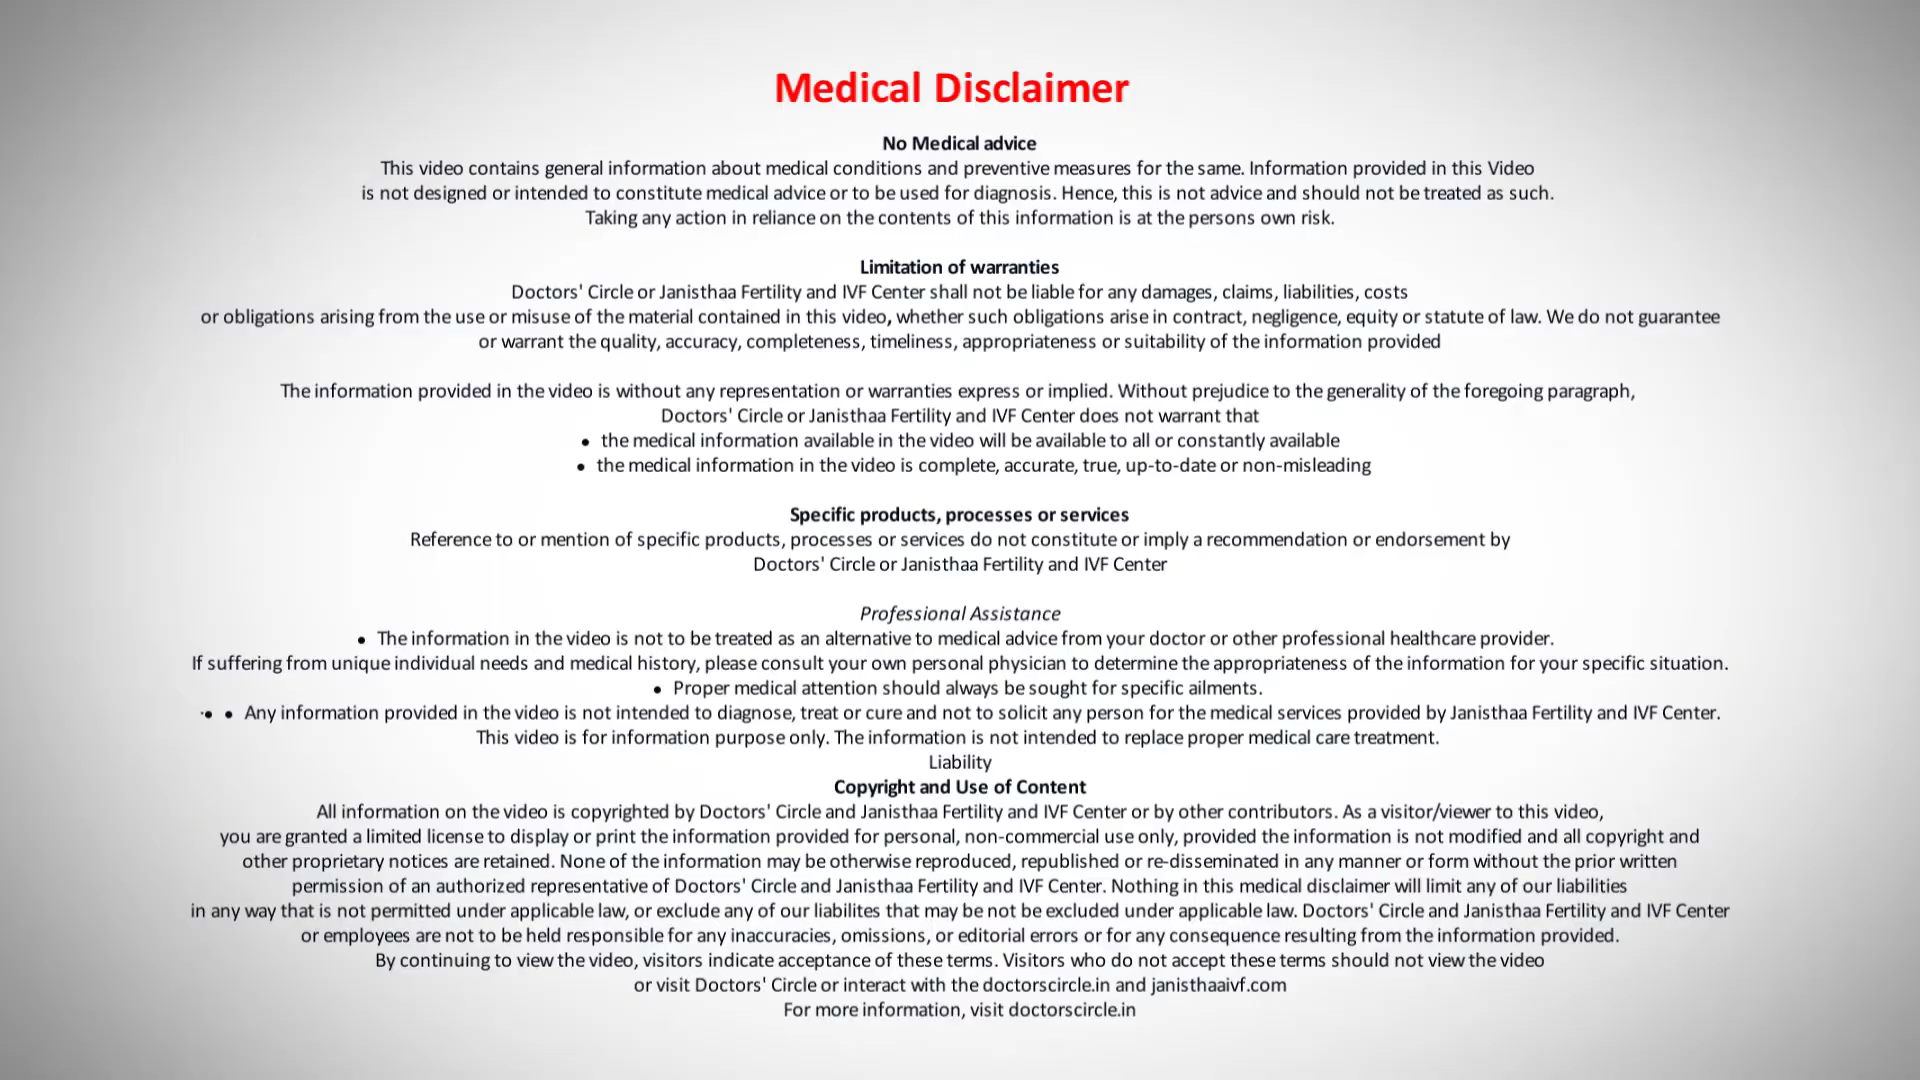 Medical Disclaimer
No Medical advice
This video contains general information about medical conditions and preventive measures for the same. Information provided in this Video
is not designed or intended to constitute medical advice or to be used for diagnosis. Hence, this is not advice and should not be treated as such.
Taking any action in reliance on the contents of this information is at the persons own risk.
Limitation of warranties
Doctors' Circle or Janisthaa Fertility and IVF Center shall not be liable for any damages, claims, liabilities, costs
or obligations arising from the use or misuse of the material contained in this video, whether such obligations arise in contract, negligence, equity or statute of law. We do not guarantee
or warrant the quality, accuracy, completeness, timeliness, appropriateness or suitability of the information provided
The information provided in the video is without any representation or warranties express or implied. Without prejudice to the generality of the foregoing paragraph,
Doctors' Circle or Janisthaa Fertility and IVF Center does not warrant that
• the medical information available in the video will be available to all or constantly available
• the medical information in the video is complete, accurate, true, up-to-date or non-misleading
Specific products, processes or services
Reference to or mention of specific products, processes or services do not constitute or imply a recommendation or endorsement by
Doctors' Circle or Janisthaa Fertility and IVF Center
Professional Assistance
• The information in the video is not to be treated as an alternative to medical advice from your doctor or other professional healthcare provider.
If suffering from unique individual needs and medical history, please consult your own personal physician to determine the appropriateness of the information for your specific situation.
• Proper medical attention should always be sought for specific ailments.
·• • Any information provided in the video is not intended to diagnose, treat or cure and not to solicit any person for the medical services provided by Janisthaa Fertility and IVF Center.
This video is for information purpose only. The information is not intended to replace proper medical care treatment.
Liability
Copyright and Use of Content
All information on the video is copyrighted by Doctors' Circle and Janisthaa Fertility and IVF Center or by other contributors. As a visitor/viewer to this video,
you are granted a limited license to display or print the information provided for personal, non-commercial use only, provided the information is not modified and all copyright and
other proprietary notices are retained. None of the information may be otherwise reproduced, republished or re-disseminated in any manner or form without the prior written
permission of an authorized representative of Doctors' Circle and Janisthaa Fertility and IVF Center. Nothing in this medical disclaimer will limit any of our liabilities
in any way that is not permitted under applicable law, or exclude any of our liabilites that may be not be excluded under applicable law. Doctors' Circle and Janisthaa Fertility and IVF Center
or employees are not to be held responsible for any inaccuracies, omissions, or editorial errors or for any consequence resulting from the information provided.
By continuing to view the video, visitors indicate acceptance of these terms. Visitors who do not accept these terms should not view the video
or visit Doctors' Circle or interact with the doctorscircle.in and janisthaaivf.com
For more information, visit doctorscircle.in